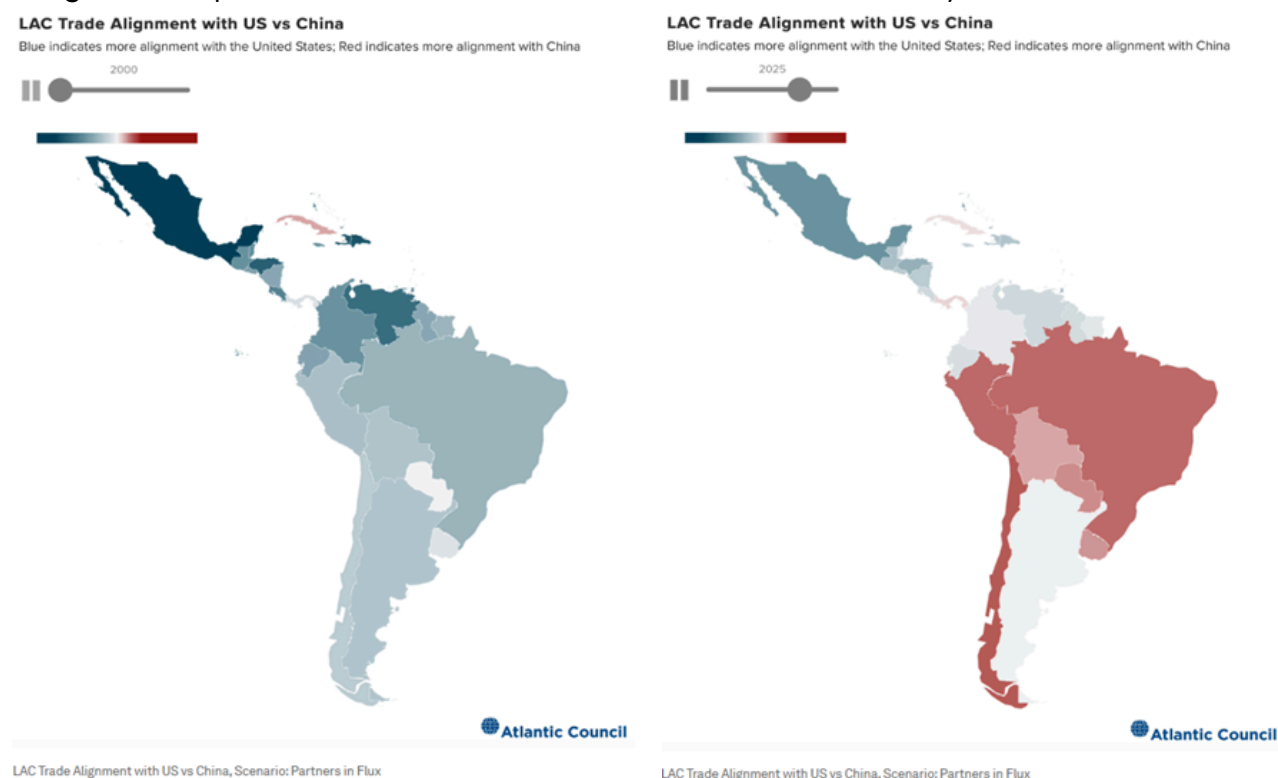 LAC Trade Alignment with US vs China
Blue indicates more alignment with the United States; Red indicates more alignment with China
2000
Atlantic Council
LAC Trade Alignment with US vs China, Scenario: Partners in Flux
LAC Trade Alignment with US vs China
Blue indicates more alignment with the United States; Red indicates more alignment with China
2025
Atlantic Council
LAC Trade Alignment with US vs China, Scenario: Partners in Flux